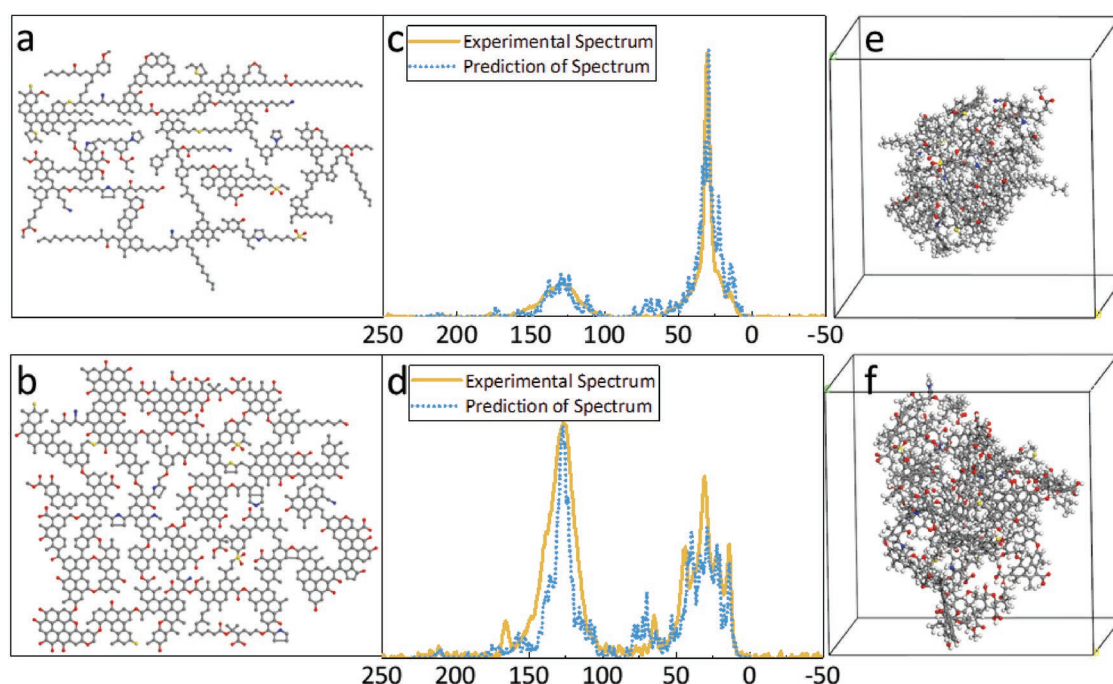 a
c
Experimental Spectrum
Prediction of Spectrum
e
250 200 150 100 50 0 -50
b
d
Experimental Spectrum
Prediction of Spectrum
f
250 200 150 100 50 0 -50